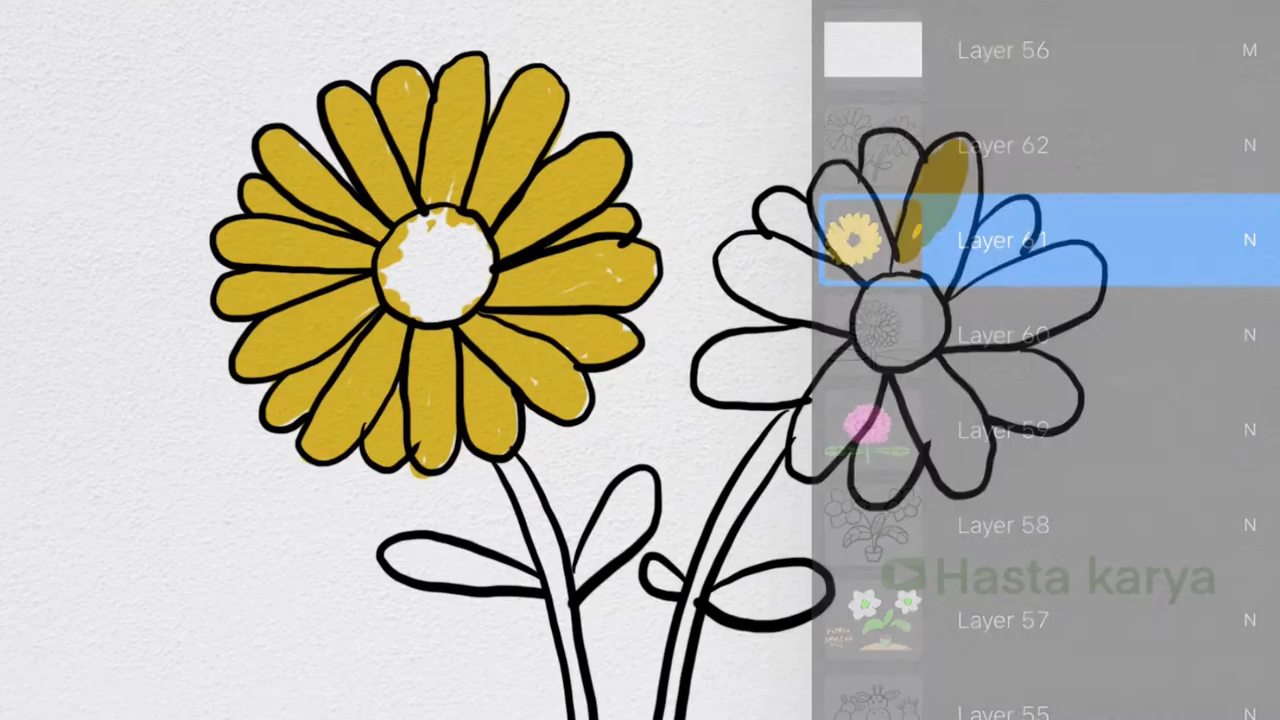 Layer 56 M
Layer 62 N
Layer 61 N
Layer 60 N
Layer 59 N
Layer 58 N
Hasta karya
Layer 57 N
Layer 55 N